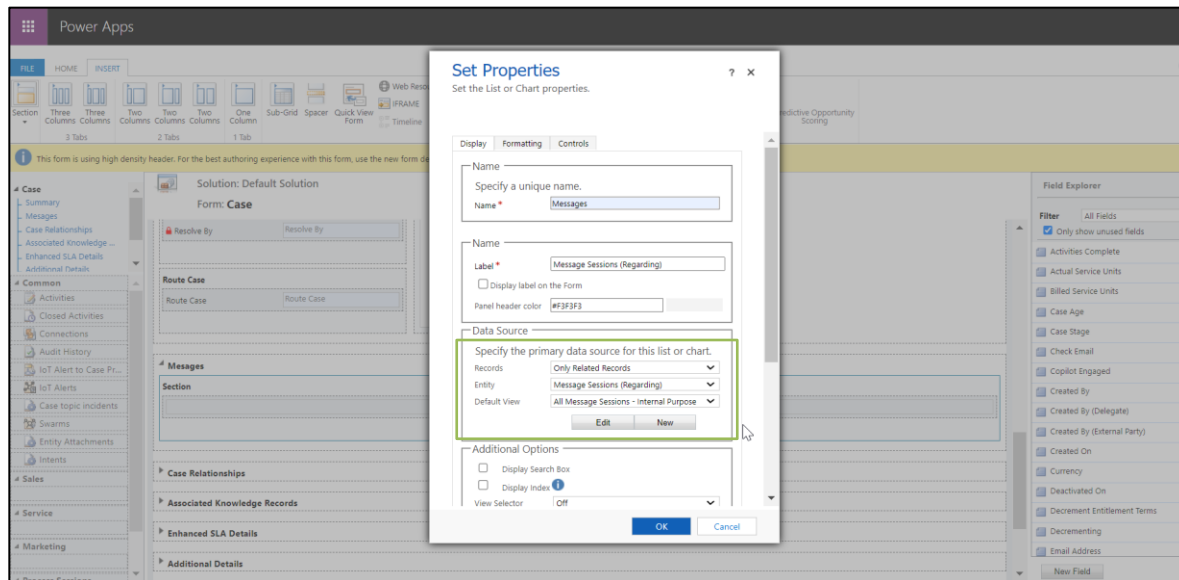 Power Apps
FILE HOME INSERT
Section
Three Columns
Three Columns
Two Columns
Two Columns
Two Columns
One Column
Sub-Grid
Spacer
Quick View Form
Web Reso
IFRAME
Timeline
3 Tabs
2 Tabs
1 Tab
edictive Opportunity
Scoring
This form is using high density header. For the best authoring experience with this form, use the new form de
Case
Summary
Mesages
Case Relationships
Associated Knowledge ...
Enhanced SLA Details
Additional Details
Common
Activities
Closed Activities
Connections
Audit History
IoT Alert to Case Pr...
IoT Alerts
Case topic incidents
Swarms
Entity Attachments
Intents
Sales
Service
Marketing
Process Sessions
Solution: Default Solution
Form: Case
Resolve By Resolve By
Route Case
Route Case Route Case
Mesages
Section
Case Relationships
Associated Knowledge Records
Enhanced SLA Details
Additional Details
Set Properties
? X
Set the List or Chart properties.
Display Formatting Controls
Name
Specify a unique name.
Name * Messages
Name
Label * Message Sessions (Regarding)
Display label on the Form
Panel header color #F3F3F3
Data Source
Specify the primary data source for this list or chart.
Records Only Related Records
Entity Message Sessions (Regarding)
Default View All Message Sessions - Internal Purpose
Edit New
Additional Options
Display Search Box
Display Index
View Selector Off
OK Cancel
Field Explorer
Filter All Fields
Only show unused fields
Activities Complete
Actual Service Units
Billed Service Units
Case Age
Case Stage
Check Email
Copilot Engaged
Created By
Created By (Delegate)
Created By (External Party)
Created On
Currency
Deactivated On
Decrement Entitlement Terms
Decrementing
Email Address
New Field